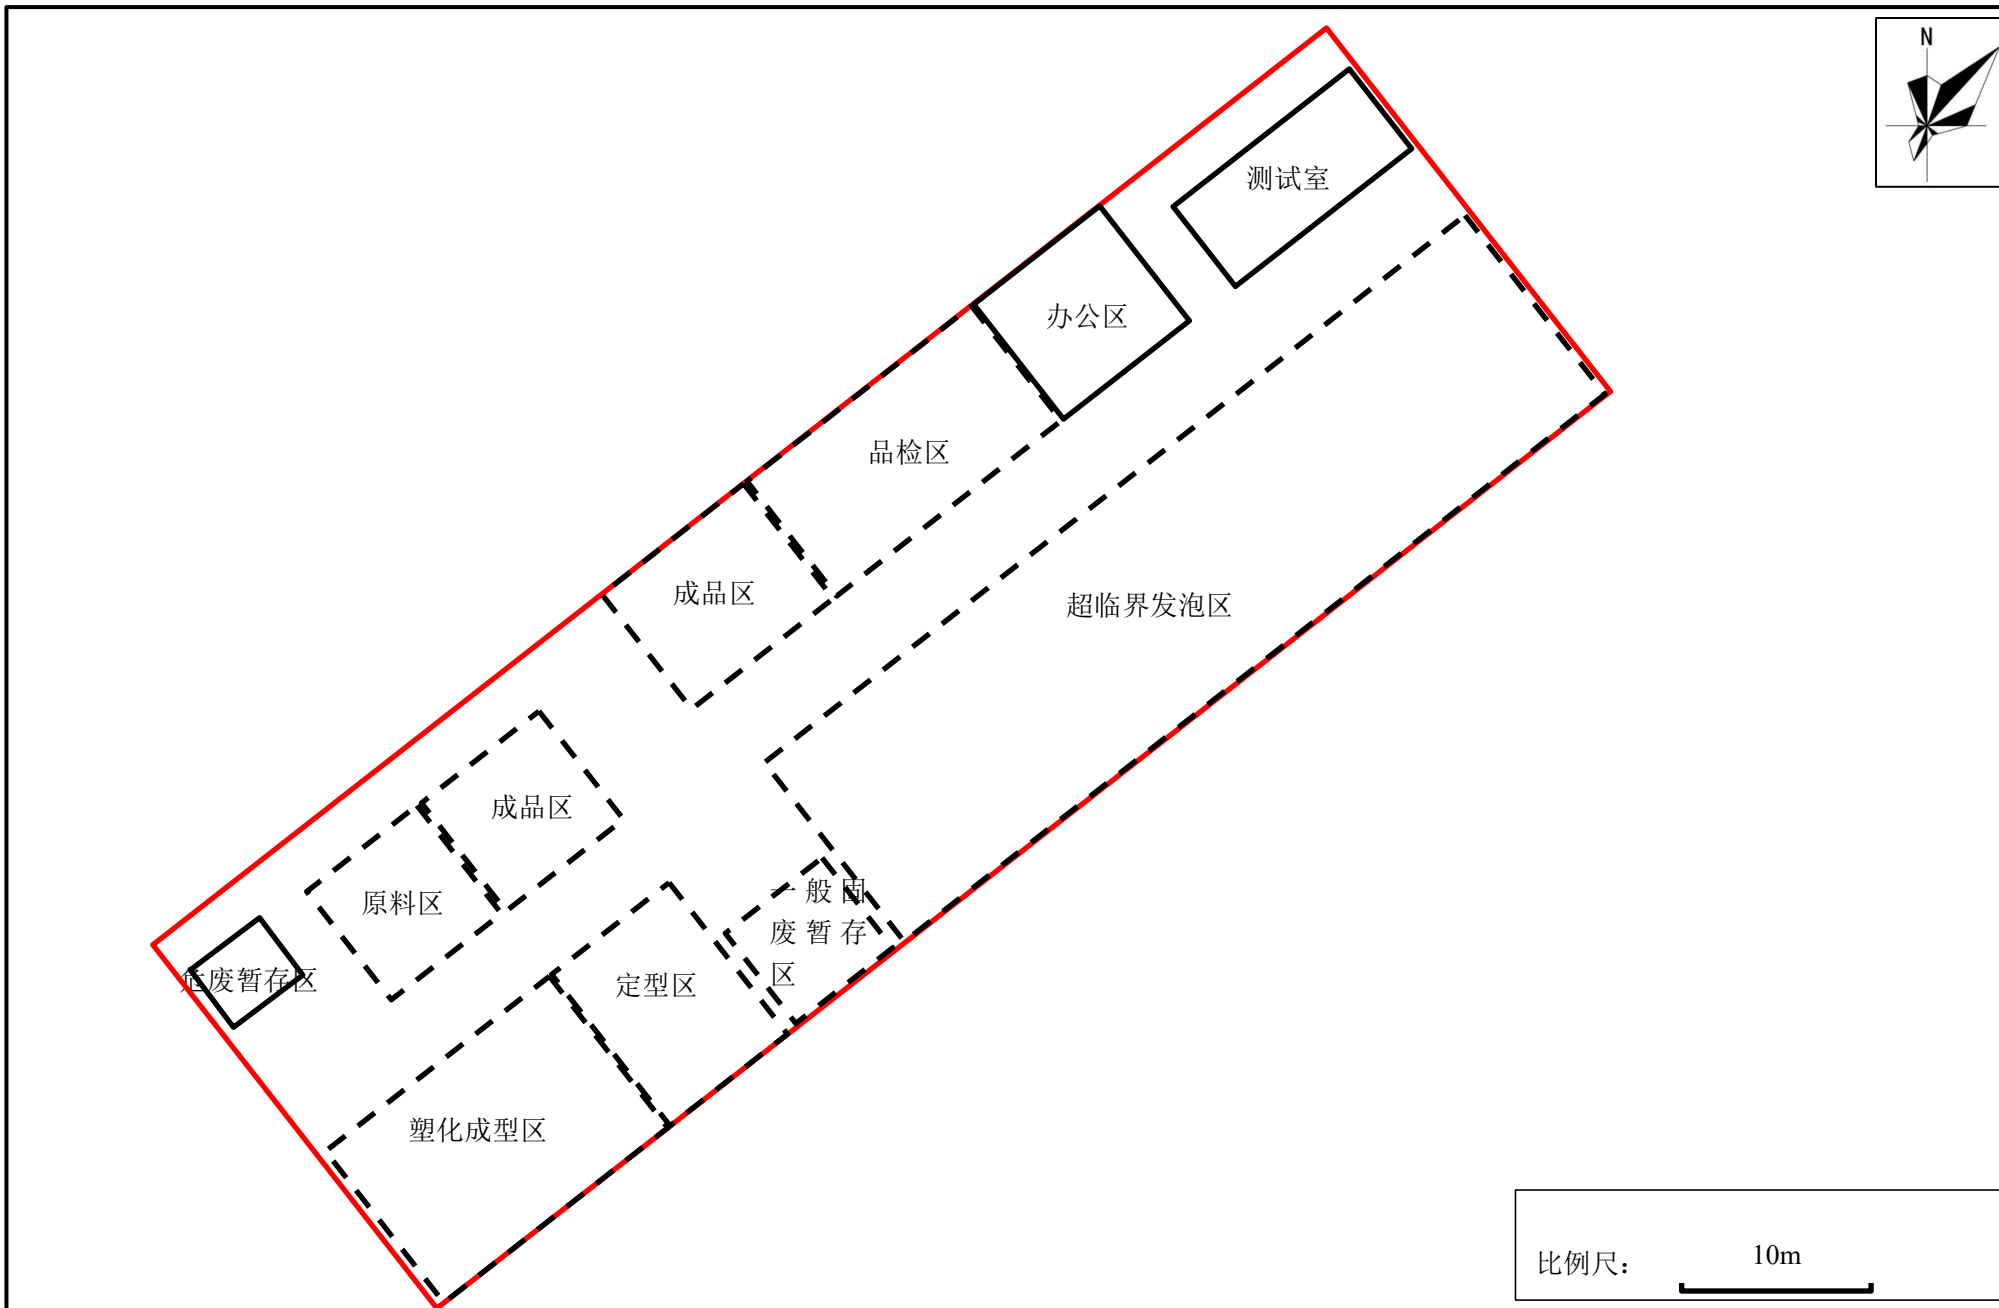 N
测试室
办公区
品检区
成品区
超临界发泡区
成品区
原料区
一般固
废暂存
区
危废暂存区
定型区
塑化成型区
比例尺：
10m